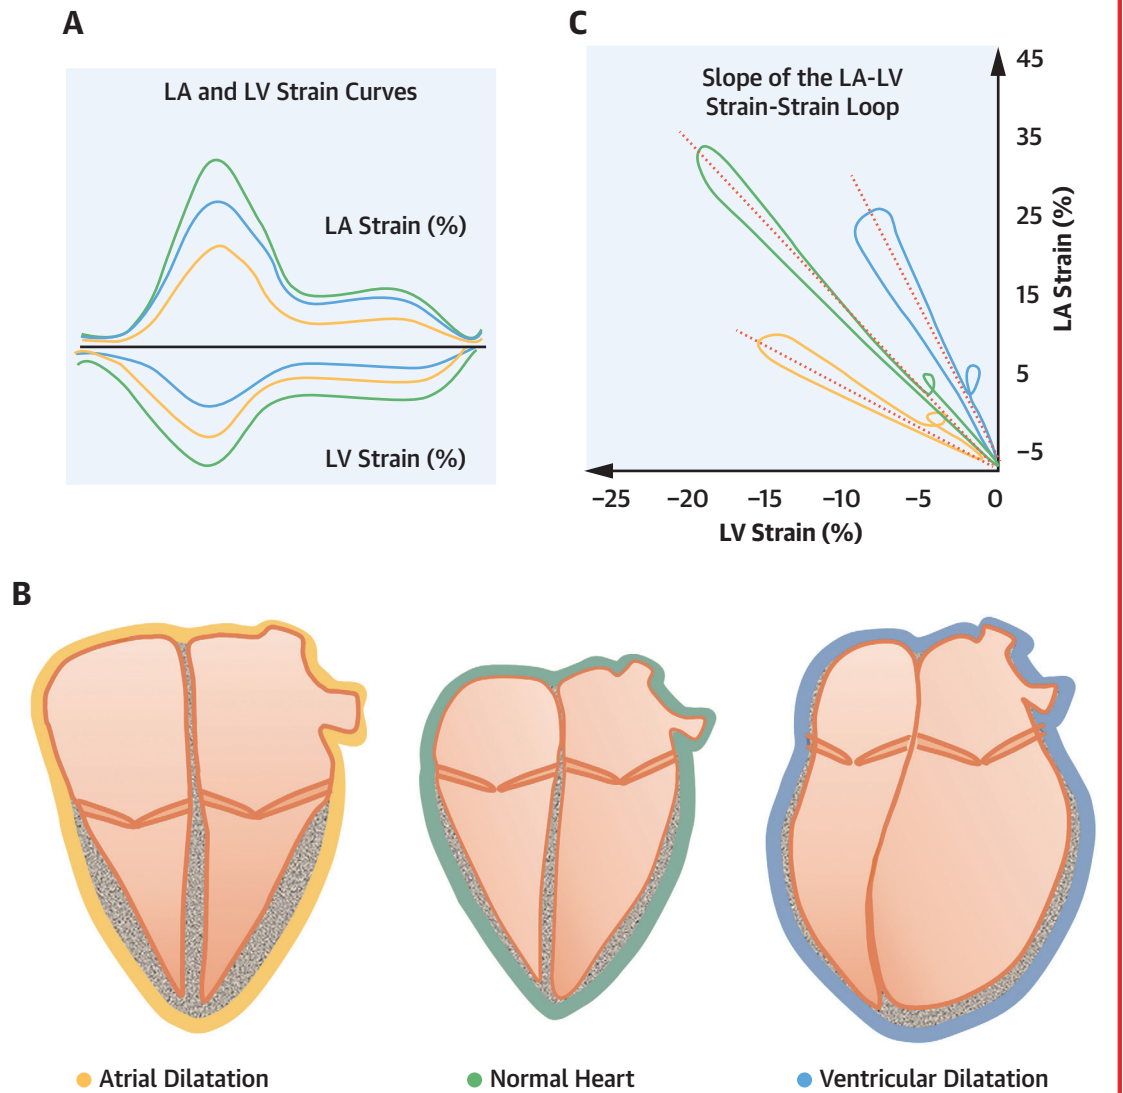 A
LA and LV Strain Curves
LA Strain (%)
LV Strain (%)
C
Slope of the LA-LV
Strain-Strain Loop
45
35
25
15
5
−5
LA Strain (%)
−25 −20 −15 −10 −5 0
LV Strain (%)
B
Atrial Dilatation
Normal Heart
Ventricular Dilatation